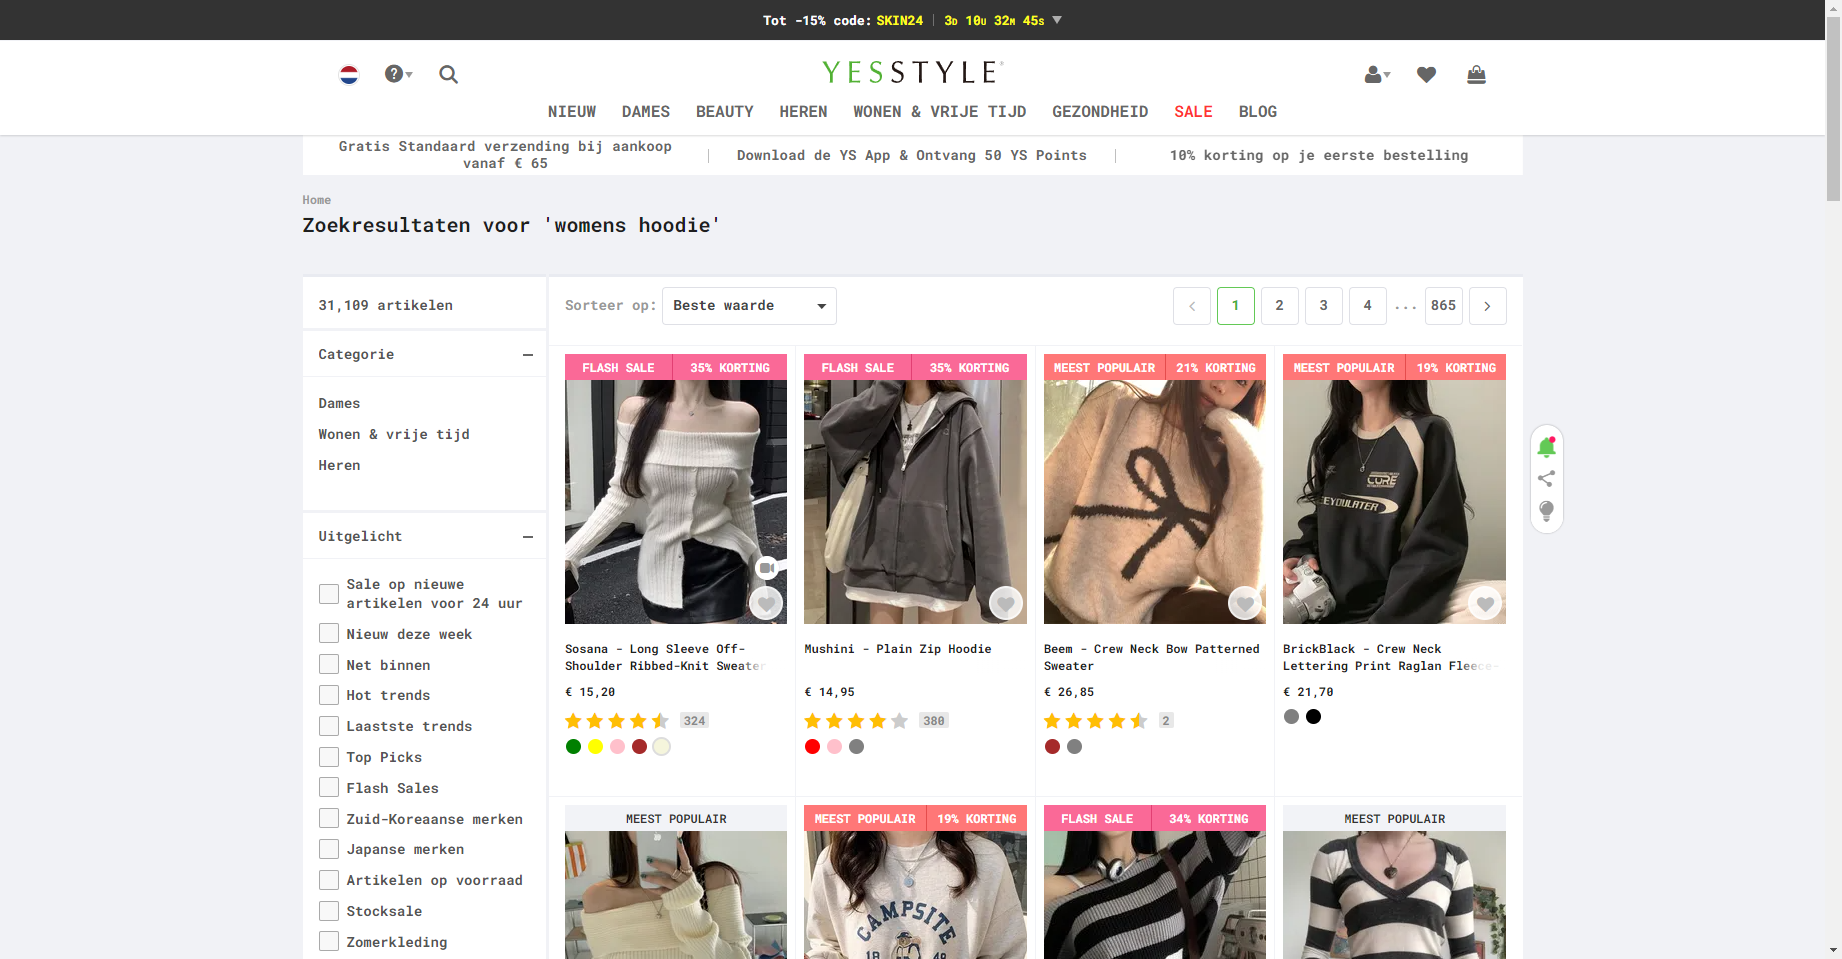 Tot -15% code: SKIN24 3D 10U 32M 45S
YESSTYLE
NIEUW DAMES BEAUTY HEREN WONEN & VRIJE TIJD GEZONDHEID SALE BLOG
Gratis Standaard verzending bij aankoop
vanaf € 65
Download de YS App & Ontvang 50 YS Points
10% korting op je eerste bestelling
Home
Zoekresultaten voor 'womens hoodie'
31,109 artikelen
Categorie
Dames
Wonen & vrije tijd
Heren
Uitgelicht
Sale op nieuwe
artikelen voor 24 uur
Nieuw deze week
Net binnen
Hot trends
Laastste trends
Top Picks
Flash Sales
Zuid-Koreaanse merken
Japanse merken
Artikelen op voorraad
Stocksale
Zomerkleding
Sorteer op: Beste waarde
1 2 3 4 ... 865
FLASH SALE 35% KORTING
Sosana - Long Sleeve Off-
Shoulder Ribbed-Knit Sweater
€ 15,20
324
FLASH SALE 35% KORTING
Mushini - Plain Zip Hoodie
€ 14,95
380
MEEST POPULAIR 21% KORTING
Beem - Crew Neck Bow Patterned
Sweater
€ 26,85
2
MEEST POPULAIR 19% KORTING
CURE
EEYOULATER
BrickBlack - Crew Neck
Lettering Print Raglan Fleece-
€ 21,70
MEEST POPULAIR
MEEST POPULAIR 19% KORTING
CAMPSITE
18
FLASH SALE 34% KORTING
MEEST POPULAIR